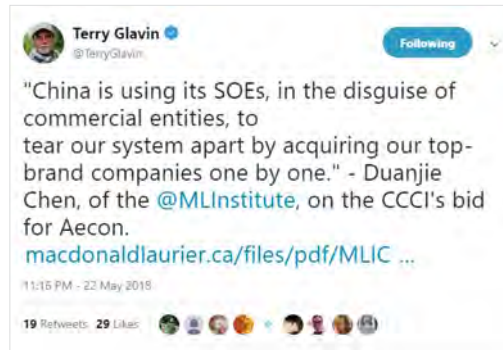 Terry Glavin
@TerryGlavin
Following
"China is using its SOEs, in the disguise of
commercial entities, to
tear our system apart by acquiring our top-
brand companies one by one." - Duanjie
Chen, of the @MLInstitute, on the CCCI's bid
for Aecon.
macdonaldlaurier.ca/files/pdf/MLIC ...
11:16 PM - 22 May 2018
19 Retweets 29 Likes